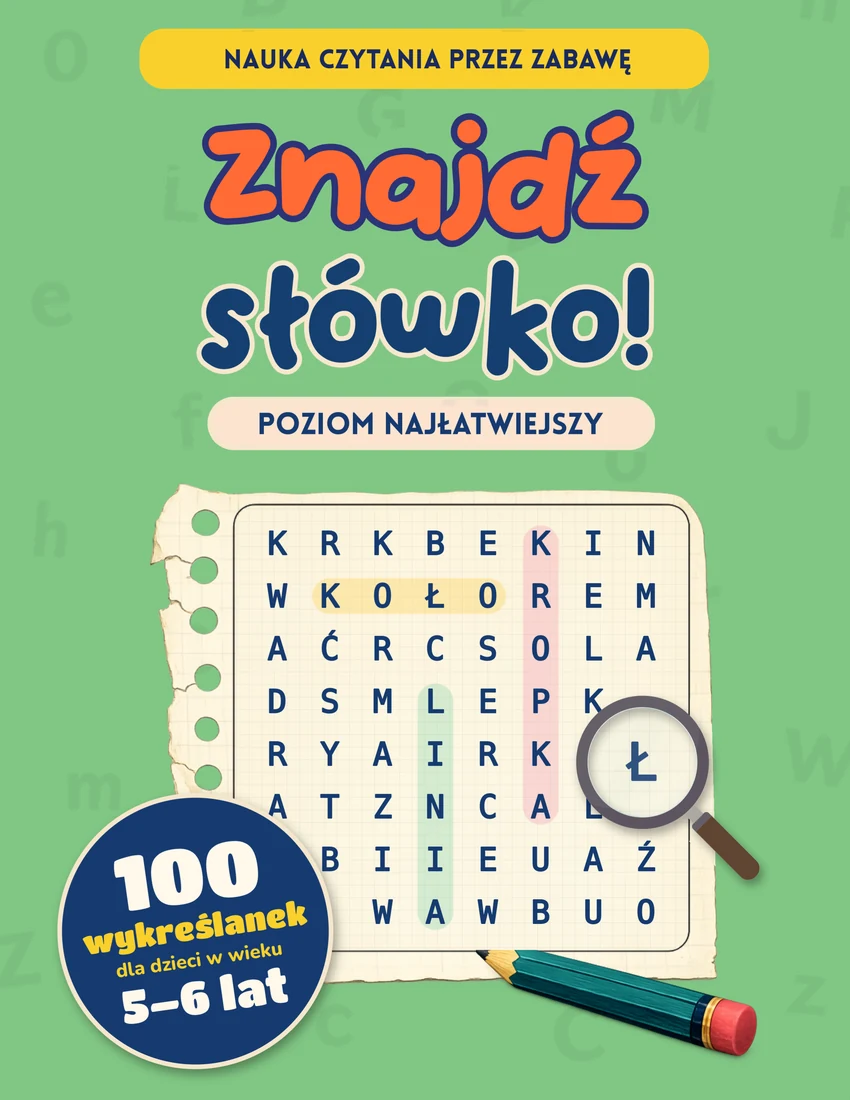 NAUKA CZYTANIA PRZEZ ZABAWĘ
Znajdź
słówko!
POZIOM NAJŁATWIEJSZY
K R K B E K I N
W K O Ł O R E M
A Ć R C S O L A
D S M L E P K
R Y A I R K Ł
A T Z N C A L
B I I E U A Ź
W A W B U O
100
wykreślanek
dla dzieci w wieku
5–6 lat